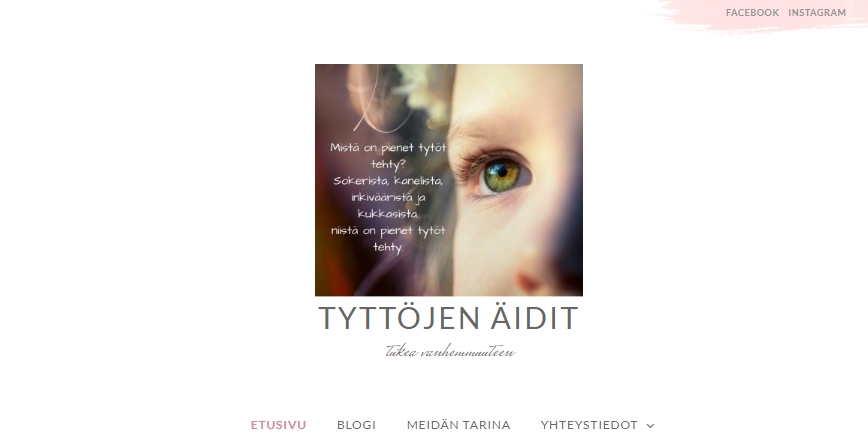 FACEBOOK INSTAGRAM
Mistä on pienet tytöt
tehty?
Sokerista, kanelista,
inkivääristä ja
kukkasista,
niistä on pienet tytöt
tehty.
TYTTÖJEN ÄIDIT
tukea vanhemmuuteen
ETUSIVU BLOGI MEIDÄN TARINA YHTEYSTIEDOT